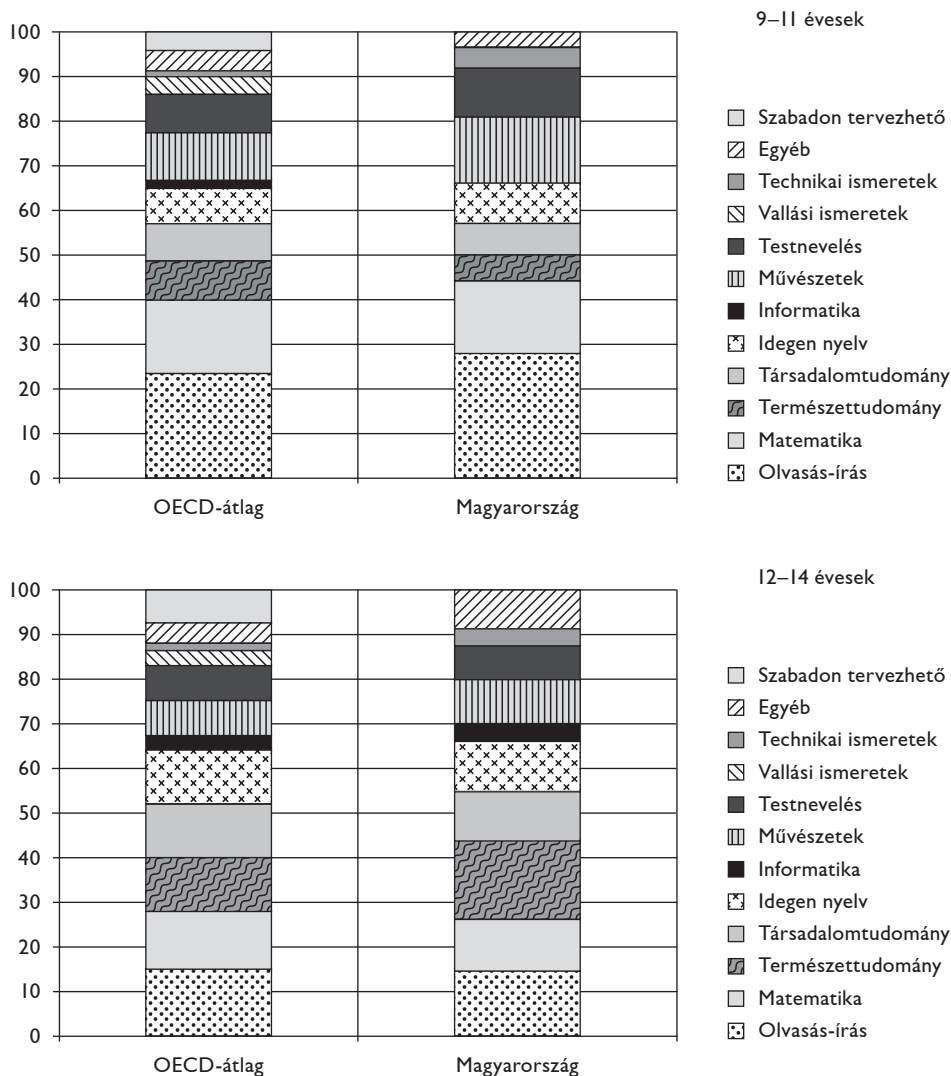 9–11 évesek
100
90
80
70
60
50
40
30
20
10
0
OECD-átlag
Magyarország
Szabadon tervezhető
Egyéb
Technikai ismeretek
Vallási ismeretek
Testnevelés
Művészetek
Informatika
Idegen nyelv
Társadalomtudomány
Természettudomány
Matematika
Olvasás-írás
12–14 évesek
100
90
80
70
60
50
40
30
20
10
0
OECD-átlag
Magyarország
Szabadon tervezhető
Egyéb
Technikai ismeretek
Vallási ismeretek
Testnevelés
Művészetek
Informatika
Idegen nyelv
Társadalomtudomány
Természettudomány
Matematika
Olvasás-írás